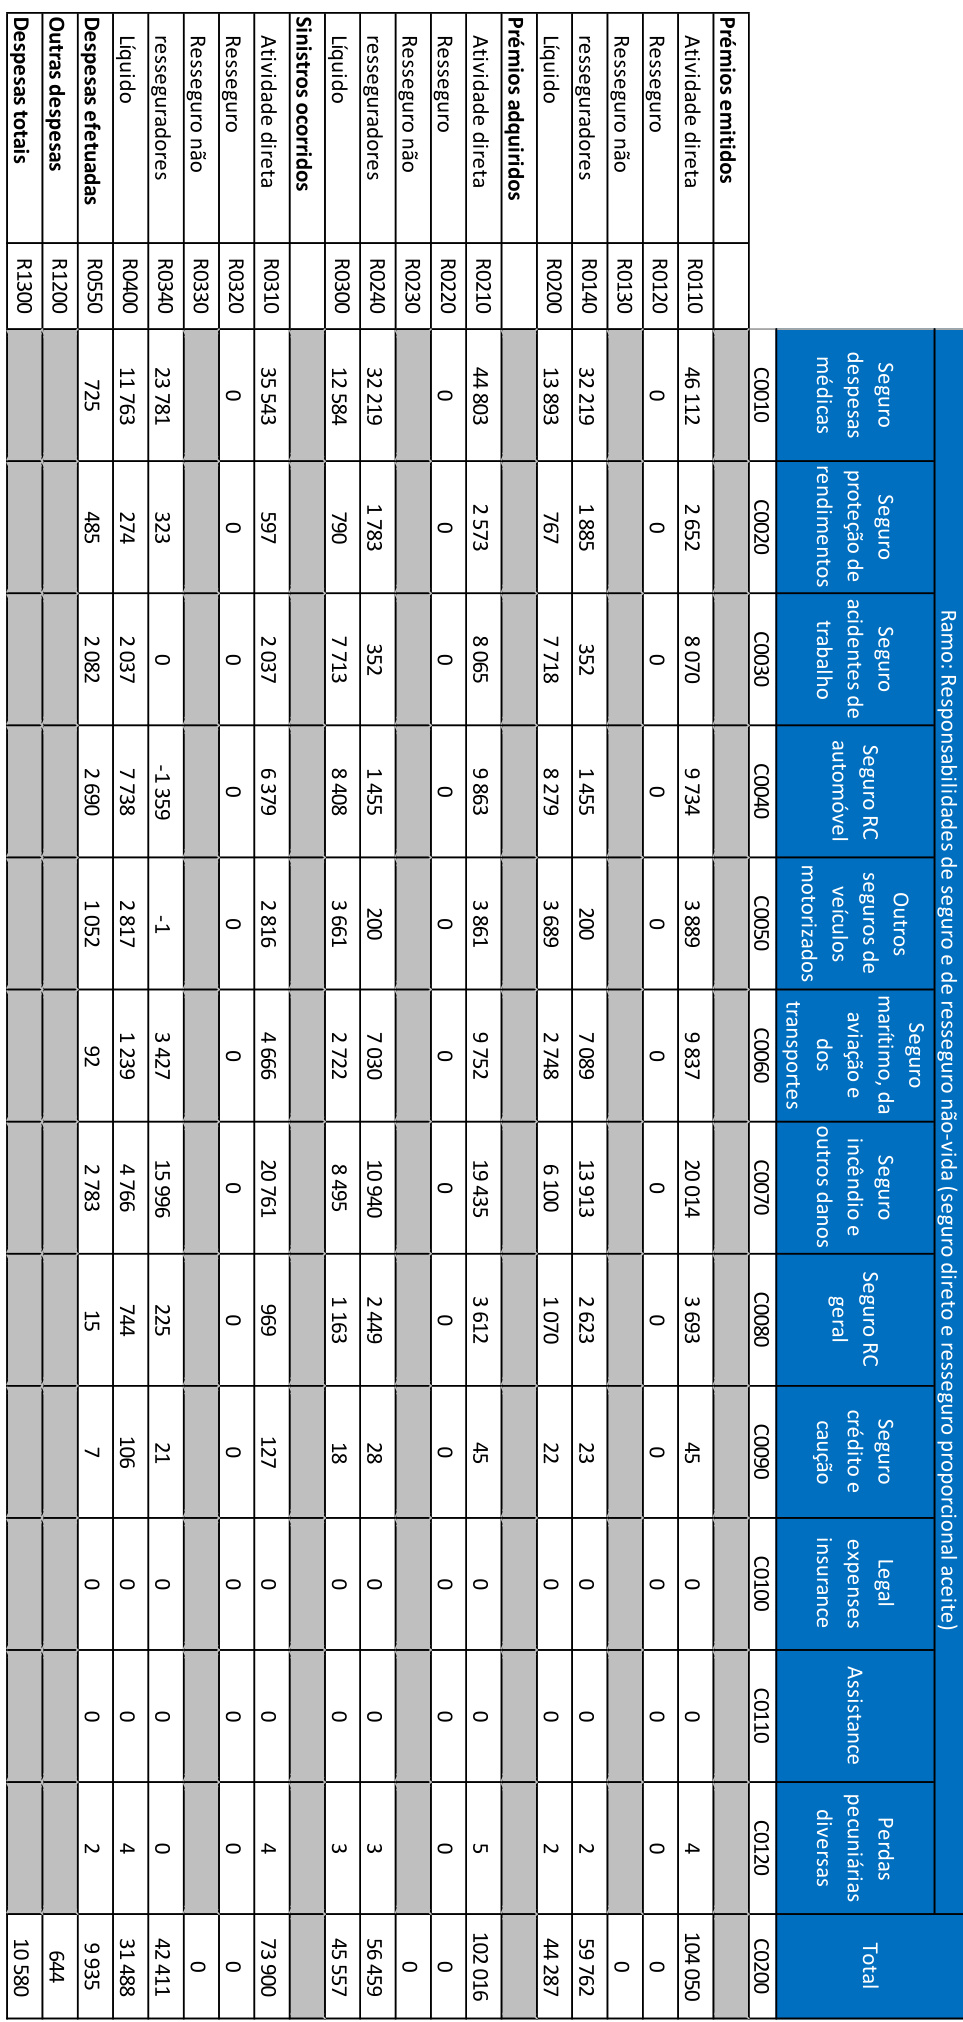 Ramo: Responsabilidades de seguro e de resseguro não-vida (seguro direto e resseguro proporcional aceite)
Seguro despesas médicas | Seguro proteção de rendimentos | Seguro acidentes de trabalho | Seguro RC automóvel | Outros seguros de veículos motorizados | Seguro marítimo, da aviação e dos transportes | Seguro incêndio e outros danos | Seguro RC geral | Seguro crédito e caução | Legal expenses insurance | Assistance | Perdas pecuniárias diversas | Total
C0010 C0020 C0030 C0040 C0050 C0060 C0070 C0080 C0090 C0100 C0110 C0120 C0200
Prémios emitidos
Atividade direta R0110 46 112 2 652 8 070 9 734 3 889 9 837 20 014 3 693 45 0 0 4 104 050
Resseguro R0120 0 0 0 0 0 0 0 0 0 0 0 0 0
Resseguro não R0130 0
resseguradores R0140 32 219 1 885 352 1 455 200 7 089 13 913 2 623 23 0 0 2 59 762
Líquido R0200 13 893 767 7 718 8 279 3 689 2 748 6 100 1 070 22 0 0 2 44 287
Prémios adquiridos
Atividade direta R0210 44 803 2 573 8 065 9 863 3 861 9 752 19 435 3 612 45 0 0 5 102 016
Resseguro R0220 0 0 0 0 0 0 0 0 0 0 0 0 0
Resseguro não R0230 0
resseguradores R0240 32 219 1 783 352 1 455 200 7 030 10 940 2 449 28 0 0 3 56 459
Líquido R0300 12 584 790 7 713 8 408 3 661 2 722 8 495 1 163 18 0 0 3 45 557
Sinistros ocorridos
Atividade direta R0310 35 543 597 2 037 6 379 2 816 4 666 20 761 969 127 0 0 4 73 900
Resseguro R0320 0 0 0 0 0 0 0 0 0 0 0 0 0
Resseguro não R0330 0
resseguradores R0340 23 781 323 0 -1 359 -1 3 427 15 996 225 21 0 0 0 42 411
Líquido R0400 11 763 274 2 037 7 738 2 817 1 239 4 766 744 106 0 0 4 31 488
Despesas efetuadas R0550 725 485 2 082 2 690 1 052 92 2 783 15 7 0 0 2 9 935
Outras despesas R1200 644
Despesas totais R1300 10 580